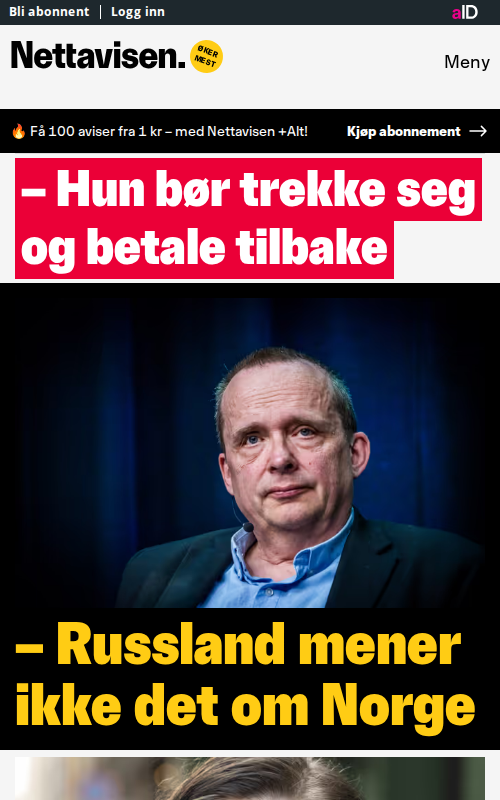 Bli abonnent
Logg inn
aID
Nettavisen.
ØKER
MEST
Meny
🔥 Få 100 aviser fra 1 kr – med Nettavisen +Alt!
Kjøp abonnement →
– Hun bør trekke seg
og betale tilbake
– Russland mener
ikke det om Norge